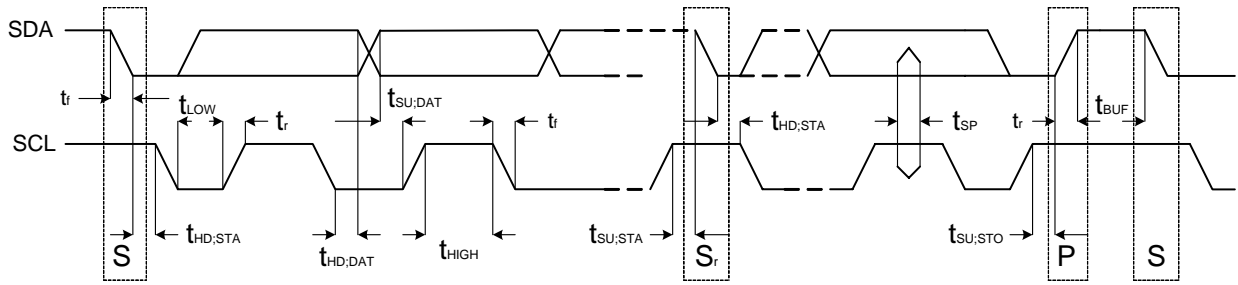 SDA
tf tLOW tr tSU;DAT tf tHD;STA tSP tr tBUF
SCL
tHD;STA tHD;DAT tHIGH tSU;STA tSU;STO
S Sr P S